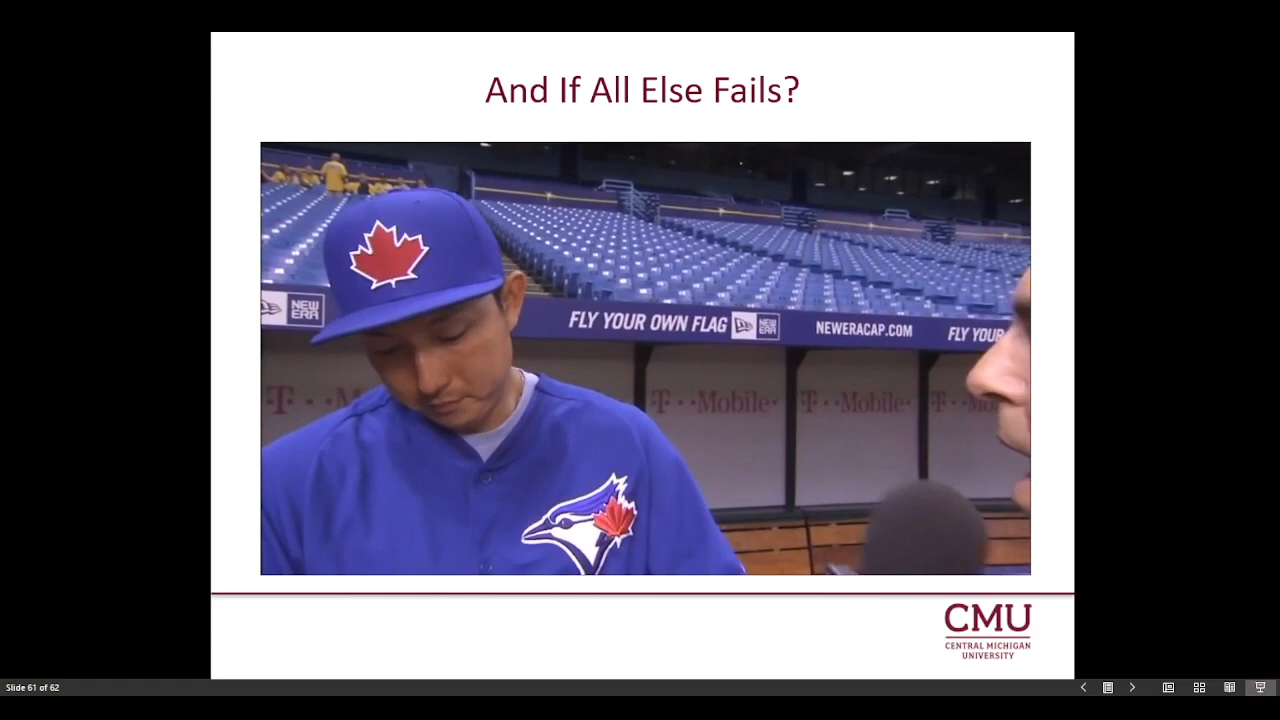 And If All Else Fails?
NEW
ERA
FLY YOUR OWN FLAG
NEW
ERA
NEWERACAP.COM
FLY YOUR
T
M
T··Mobile·
T··Mobile·
T··Mo
CMU
CENTRAL MICHIGAN
UNIVERSITY
Slide 61 of 62